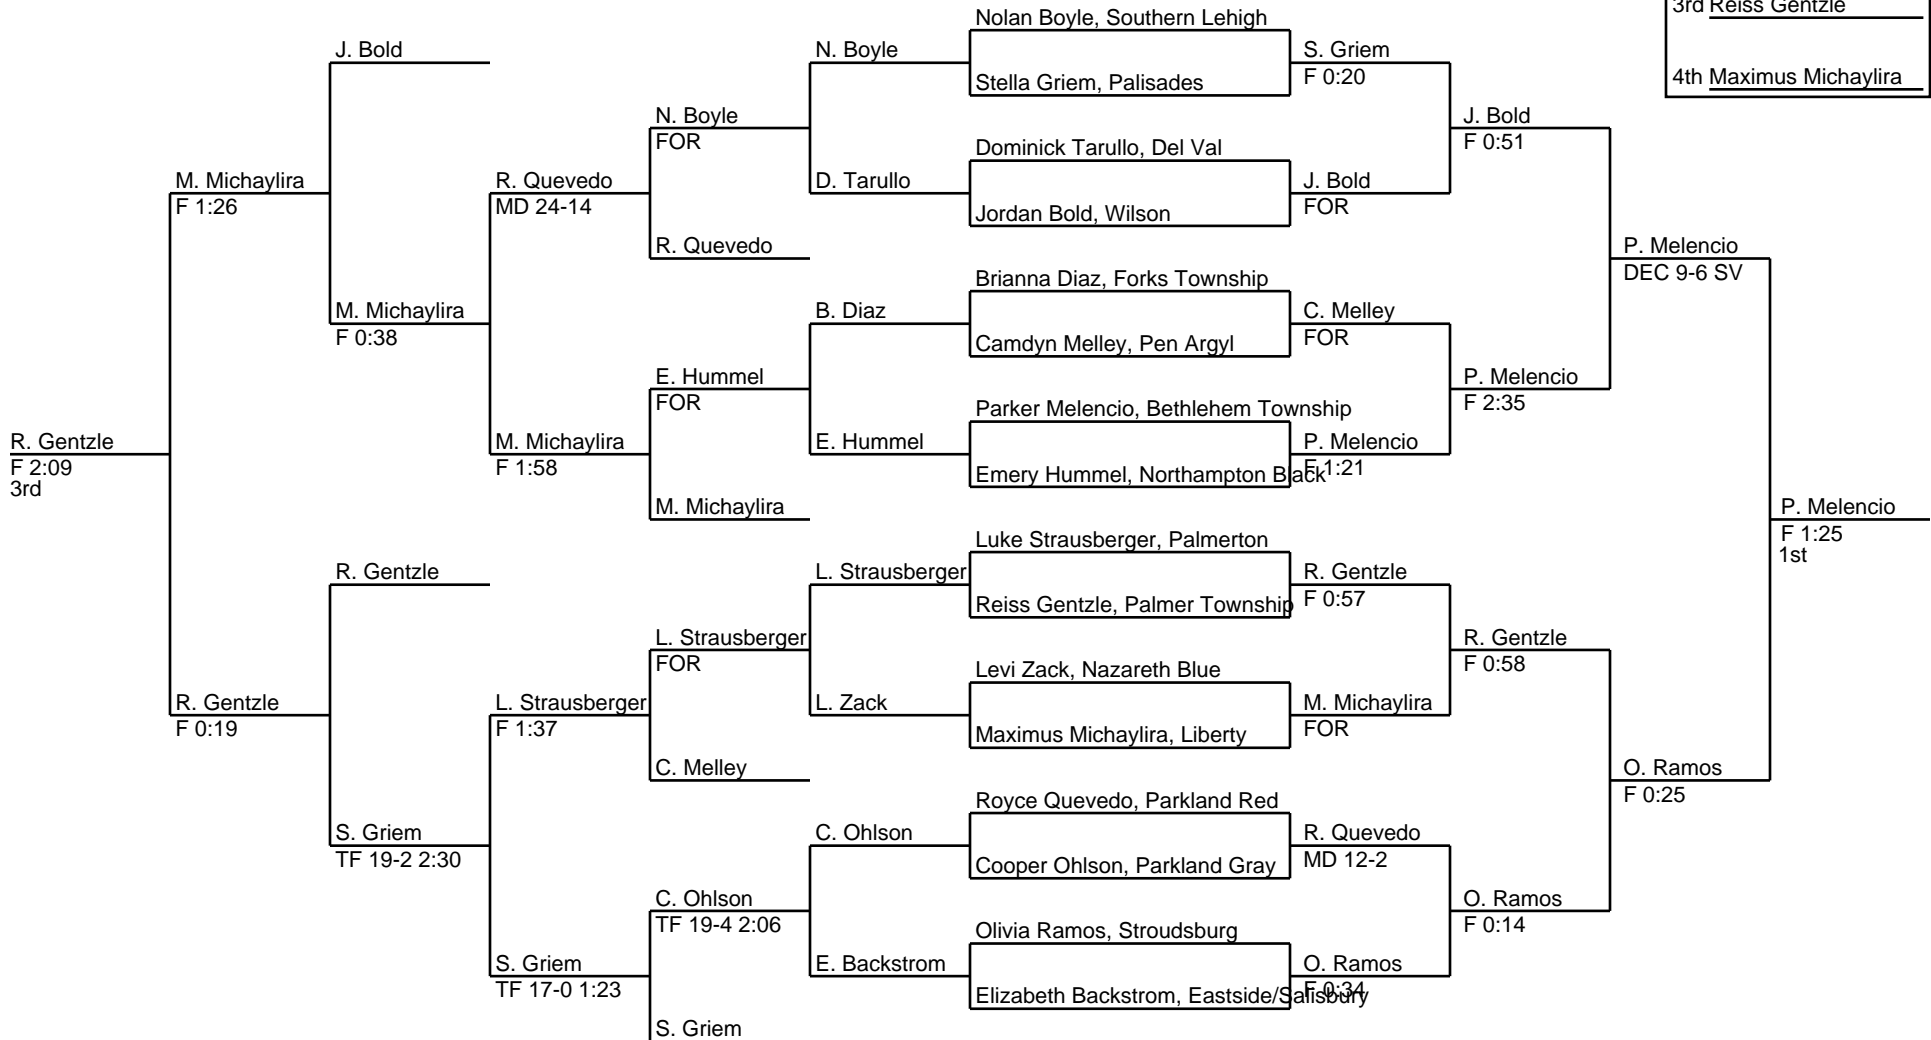 3rd Reiss Gentzle
4th Maximus Michaylira
R. Gentzle
F 2:09
3rd
M. Michaylira
F 1:26
R. Gentzle
F 0:19
J. Bold
M. Michaylira
F 0:38
R. Gentzle
S. Griem
TF 19-2 2:30
R. Quevedo
MD 24-14
M. Michaylira
F 1:58
L. Strausberger
F 1:37
S. Griem
TF 17-0 1:23
N. Boyle
FOR
R. Quevedo
E. Hummel
FOR
M. Michaylira
L. Strausberger
FOR
C. Melley
C. Ohlson
TF 19-4 2:06
S. Griem
N. Boyle
D. Tarullo
B. Diaz
E. Hummel
L. Strausberger
L. Zack
C. Ohlson
E. Backstrom
Nolan Boyle, Southern Lehigh
Stella Griem, Palisades
Dominick Tarullo, Del Val
Jordan Bold, Wilson
Brianna Diaz, Forks Township
Camdyn Melley, Pen Argyl
Parker Melencio, Bethlehem Township
Emery Hummel, Northampton Black
Luke Strausberger, Palmerton
Reiss Gentzle, Palmer Township
Levi Zack, Nazareth Blue
Maximus Michaylira, Liberty
Royce Quevedo, Parkland Red
Cooper Ohlson, Parkland Gray
Olivia Ramos, Stroudsburg
Elizabeth Backstrom, Eastside/Salisbury
S. Griem
F 0:20
J. Bold
FOR
C. Melley
FOR
P. Melencio
F 1:21
R. Gentzle
F 0:57
M. Michaylira
FOR
R. Quevedo
MD 12-2
O. Ramos
F 0:34
J. Bold
F 0:51
P. Melencio
F 2:35
R. Gentzle
F 0:58
O. Ramos
F 0:14
P. Melencio
DEC 9-6 SV
O. Ramos
F 0:25
P. Melencio
F 1:25
1st